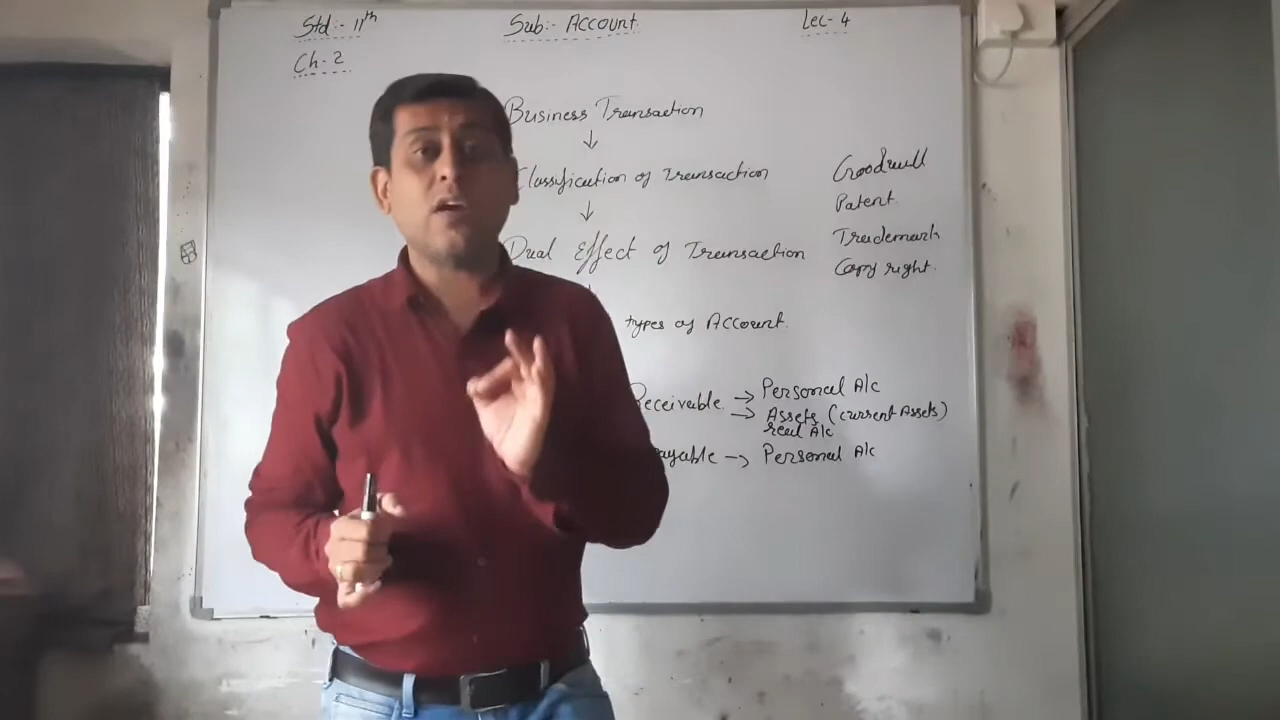 Std:- 11th
Sub:- Account.
Lec- 4
Ch- 2
Business Transaction
↓
Classification of Transaction
↓
Dual Effect of Transaction
types of Account.
Goodwill
Patent.
Trademark
Copy right.
Receivable → Personal A/c
→ Assets (current Assets)
real A/c
ayable → Personal A/c